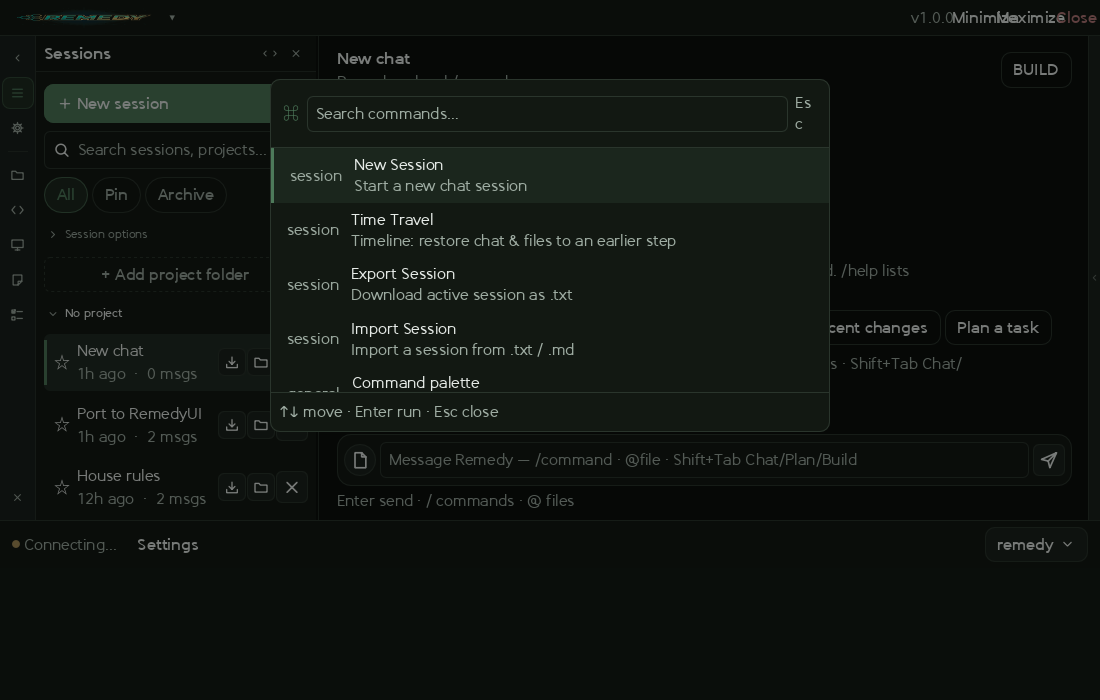 REMEDY ▾
v1.0.0 Minimize Maximize Close
Sessions
New chat
BUILD
+ New session
Search sessions, projects...
All Pin Archive
Session options
+ Add project folder
No project
New chat
1h ago · 0 msgs
Port to RemedyUI
1h ago · 2 msgs
House rules
12h ago · 2 msgs
⌘ Search commands...
Es
c
session New Session
Start a new chat session
session Time Travel
Timeline: restore chat & files to an earlier step
session Export Session
Download active session as .txt
session Import Session
Import a session from .txt / .md
general Command palette
↑↓ move · Enter run · Esc close
d. /help lists
cent changes Plan a task
s · Shift+Tab Chat/
Message Remedy — /command · @file · Shift+Tab Chat/Plan/Build
Enter send · / commands · @ files
Connecting... Settings
remedy